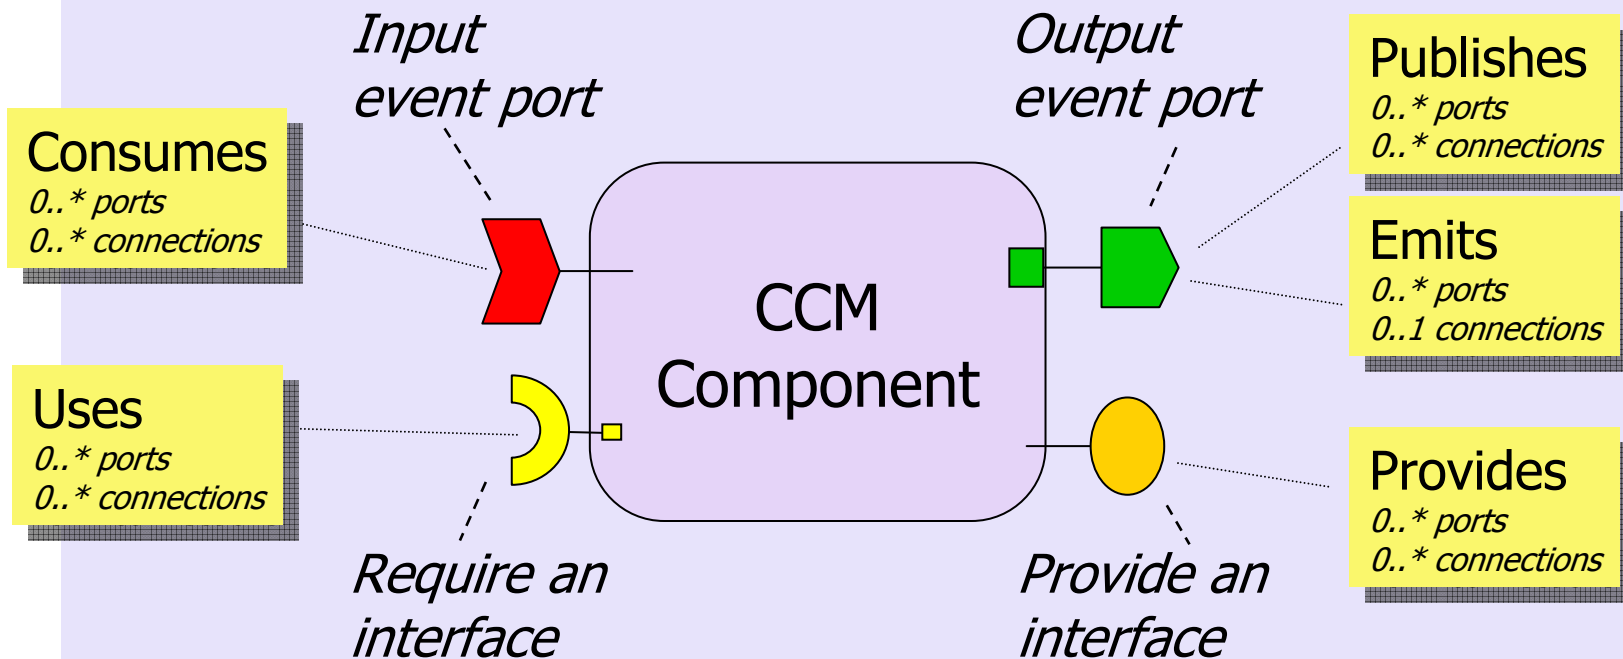 Input
event port
Output
event port
Publishes
0..* ports
0..* connections
Consumes
0..* ports
0..* connections
Emits
0..* ports
0..1 connections
CCM
Component
Uses
0..* ports
0..* connections
Provides
0..* ports
0..* connections
Require an
interface
Provide an
interface